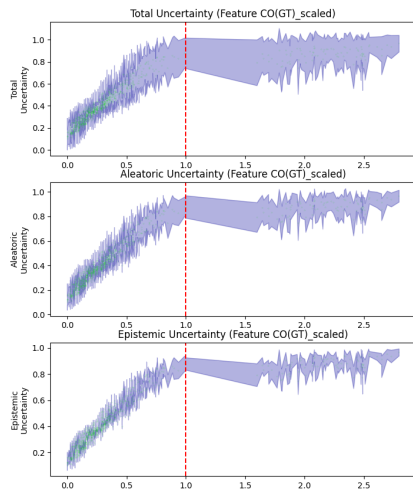 Total Uncertainty (Feature CO(GT)_scaled)
Total
Uncertainty
1.0
0.8
0.6
0.4
0.2
0.0
0.0 0.5 1.0 1.5 2.0 2.5
Aleatoric Uncertainty (Feature CO(GT)_scaled)
Aleatoric
Uncertainty
1.0
0.8
0.6
0.4
0.2
0.0
0.0 0.5 1.0 1.5 2.0 2.5
Epistemic Uncertainty (Feature CO(GT)_scaled)
Epistemic
Uncertainty
1.0
0.8
0.6
0.4
0.2
0.0 0.5 1.0 1.5 2.0 2.5